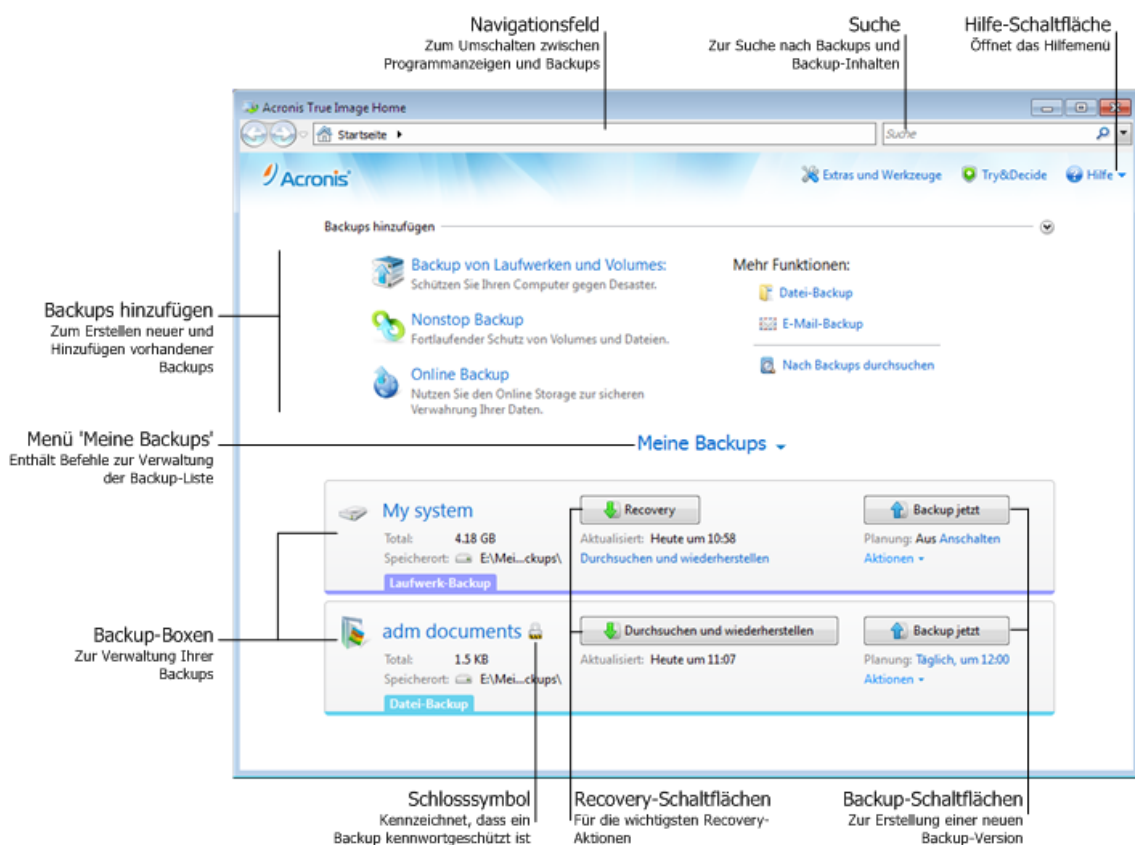 Navigationsfeld
Zum Umschalten zwischen
Programmanzeigen und Backups
Suche
Zur Suche nach Backups und
Backup-Inhalten
Hilfe-Schaltfläche
Öffnet das Hilfemenü
Acronis True Image Home
Startseite
Suche
Acronis
Extras und Werkzeuge
Try&Decide
Hilfe
Backups hinzufügen
Backup von Laufwerken und Volumes:
Schützen Sie Ihren Computer gegen Desaster.
Nonstop Backup
Fortlaufender Schutz von Volumes und Dateien.
Online Backup
Nutzen Sie den Online Storage zur sicheren
Verwahrung Ihrer Daten.
Mehr Funktionen:
Datei-Backup
E-Mail-Backup
Nach Backups durchsuchen
Backups hinzufügen
Zum Erstellen neuer und
Hinzufügen vorhandener
Backups
Menü 'Meine Backups'
Enthält Befehle zur Verwaltung
der Backup-Liste
Meine Backups
My system
Total: 4.18 GB
Speicherort: E:\Mei...ckups\
Laufwerk-Backup
Recovery
Aktualisiert: Heute um 10:58
Durchsuchen und wiederherstellen
Backup jetzt
Planung: Aus Anschalten
Aktionen
Backup-Boxen
Zur Verwaltung Ihrer
Backups
adm documents
Total: 1.5 KB
Speicherort: E:\Mei...ckups\
Datei-Backup
Durchsuchen und wiederherstellen
Aktualisiert: Heute um 11:07
Backup jetzt
Planung: Täglich, um 12:00
Aktionen
Schlosssymbol
Kennzeichnet, dass ein
Backup kennwortgeschützt ist
Recovery-Schaltflächen
Für die wichtigsten Recovery-
Aktionen
Backup-Schaltflächen
Zur Erstellung einer neuen
Backup-Version